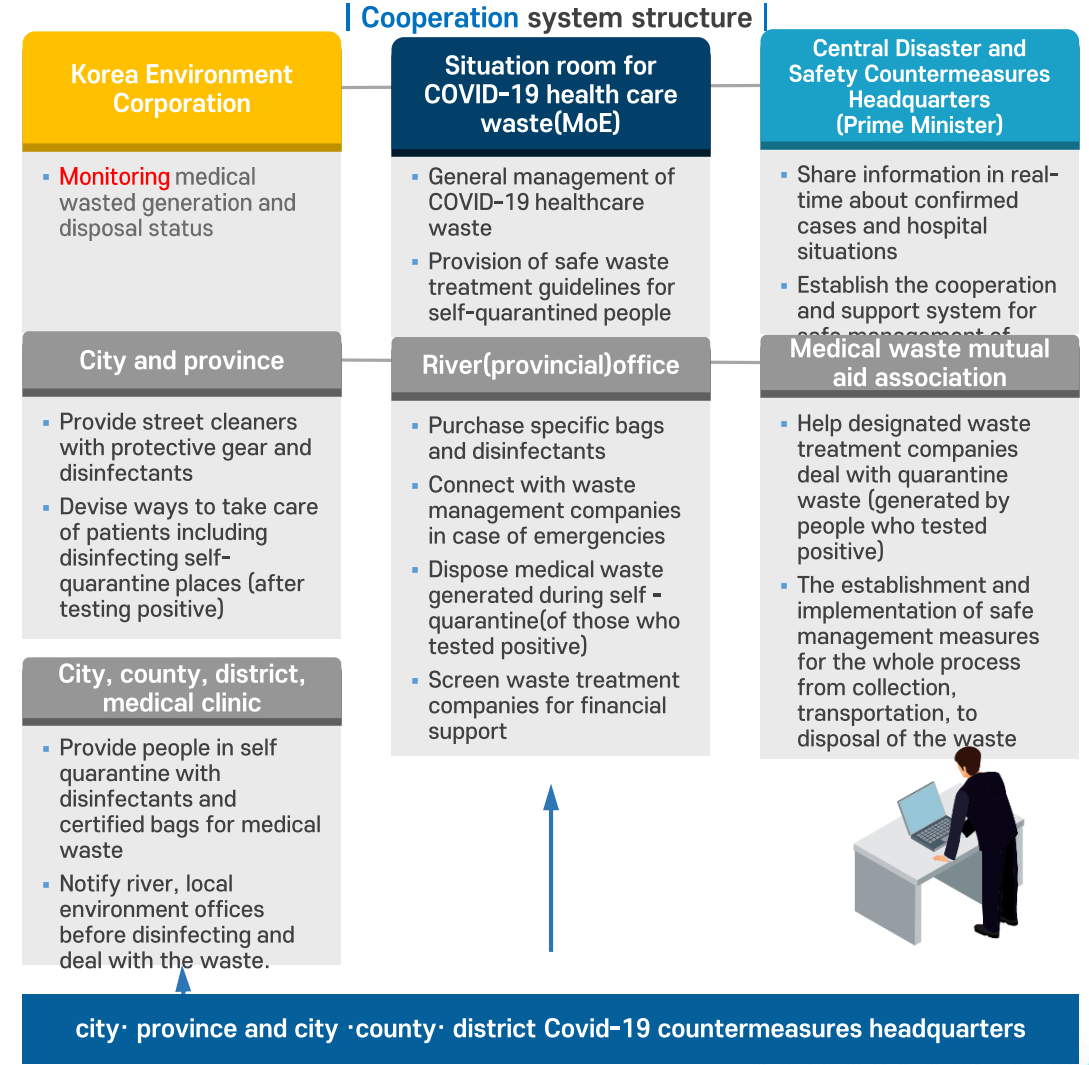 Cooperation system structure
Korea Environment
Corporation
▪ Monitoring medical
wasted generation and
disposal status
Situation room for
COVID-19 health care
waste(MoE)
▪ General management of
COVID-19 healthcare
waste
▪ Provision of safe waste
treatment guidelines for
self-quarantined people
Central Disaster and
Safety Countermeasures
Headquarters
(Prime Minister)
▪ Share information in real-
time about confirmed
cases and hospital
situations
▪ Establish the cooperation
and support system for
safe management of
City and province
▪ Provide street cleaners
with protective gear and
disinfectants
▪ Devise ways to take care
of patients including
disinfecting self-
quarantine places (after
testing positive)
River(provincial)office
▪ Purchase specific bags
and disinfectants
▪ Connect with waste
management companies
in case of emergencies
▪ Dispose medical waste
generated during self -
quarantine(of those who
tested positive)
▪ Screen waste treatment
companies for financial
support
Medical waste mutual
aid association
▪ Help designated waste
treatment companies
deal with quarantine
waste (generated by
people who tested
positive)
▪ The establishment and
implementation of safe
management measures
for the whole process
from collection,
transportation, to
disposal of the waste
City, county, district,
medical clinic
▪ Provide people in self
quarantine with
disinfectants and
certified bags for medical
waste
▪ Notify river, local
environment offices
before disinfecting and
deal with the waste.
city· province and city ·county· district Covid-19 countermeasures headquarters